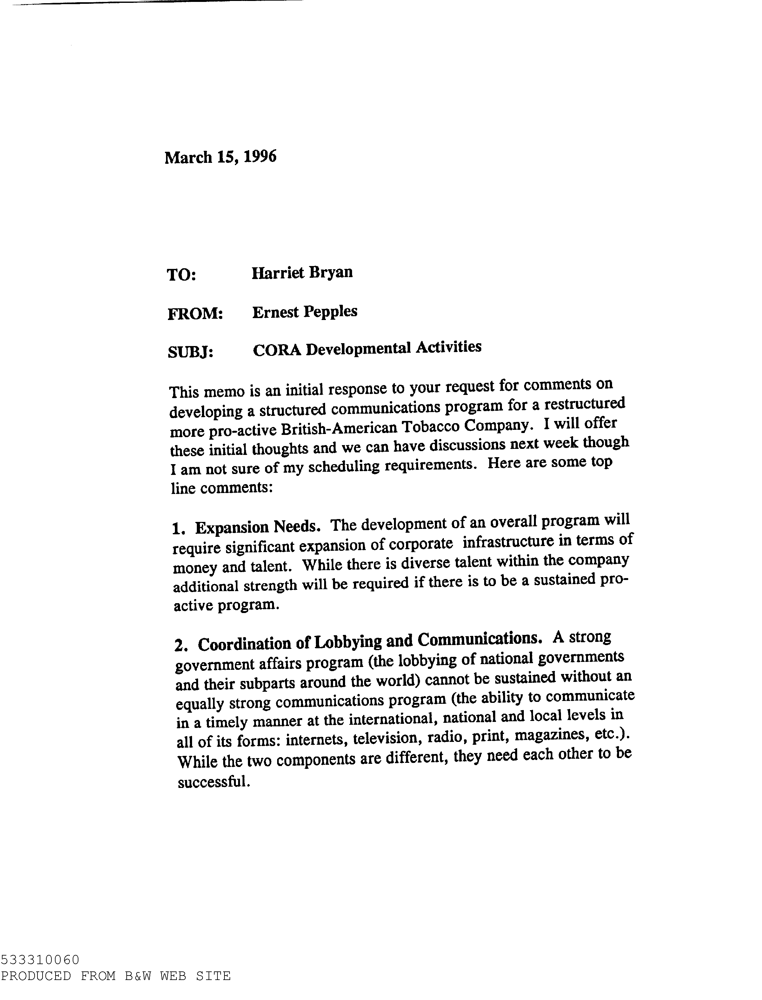 March 15, 1996
TO: Harriet Bryan
FROM: Ernest Pepples
SUBJ: CORA Developmental Activities
This memo is an initial response to your request for comments on
developing a structured communications program for a restructured
more pro-active British-American Tobacco Company. I will offer
these initial thoughts and we can have discussions next week though
I am not sure of my scheduling requirements. Here are some top
line comments:
1. Expansion Needs. The development of an overall program will
require significant expansion of corporate infrastructure in terms of
money and talent. While there is diverse talent within the company
additional strength will be required if there is to be a sustained pro-
active program.
2. Coordination of Lobbying and Communications. A strong
government affairs program (the lobbying of national governments
and their subparts around the world) cannot be sustained without an
equally strong communications program (the ability to communicate
in a timely manner at the international, national and local levels in
all of its forms: internets, television, radio, print, magazines, etc.).
While the two components are different, they need each other to be
successful.
533310060
PRODUCED FROM B&W WEB SITE